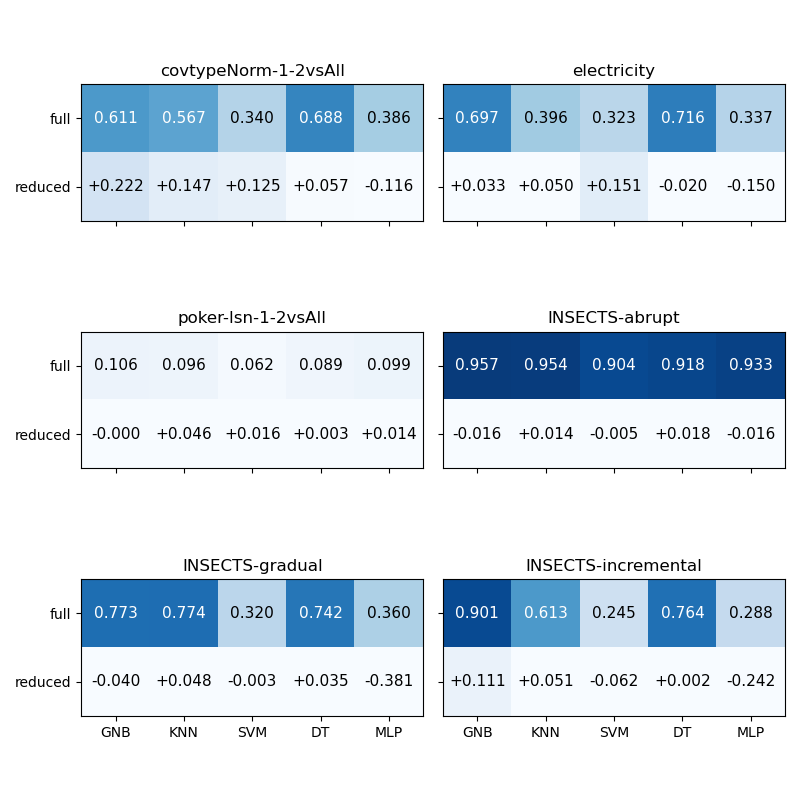 covtypeNorm-1-2vsAll
full 0.611 0.567 0.340 0.688 0.386
reduced +0.222 +0.147 +0.125 +0.057 -0.116
electricity
0.697 0.396 0.323 0.716 0.337
+0.033 +0.050 +0.151 -0.020 -0.150
poker-lsn-1-2vsAll
full 0.106 0.096 0.062 0.089 0.099
reduced -0.000 +0.046 +0.016 +0.003 +0.014
INSECTS-abrupt
0.957 0.954 0.904 0.918 0.933
-0.016 +0.014 -0.005 +0.018 -0.016
INSECTS-gradual
full 0.773 0.774 0.320 0.742 0.360
reduced -0.040 +0.048 -0.003 +0.035 -0.381
GNB KNN SVM DT MLP
INSECTS-incremental
0.901 0.613 0.245 0.764 0.288
+0.111 +0.051 -0.062 +0.002 -0.242
GNB KNN SVM DT MLP